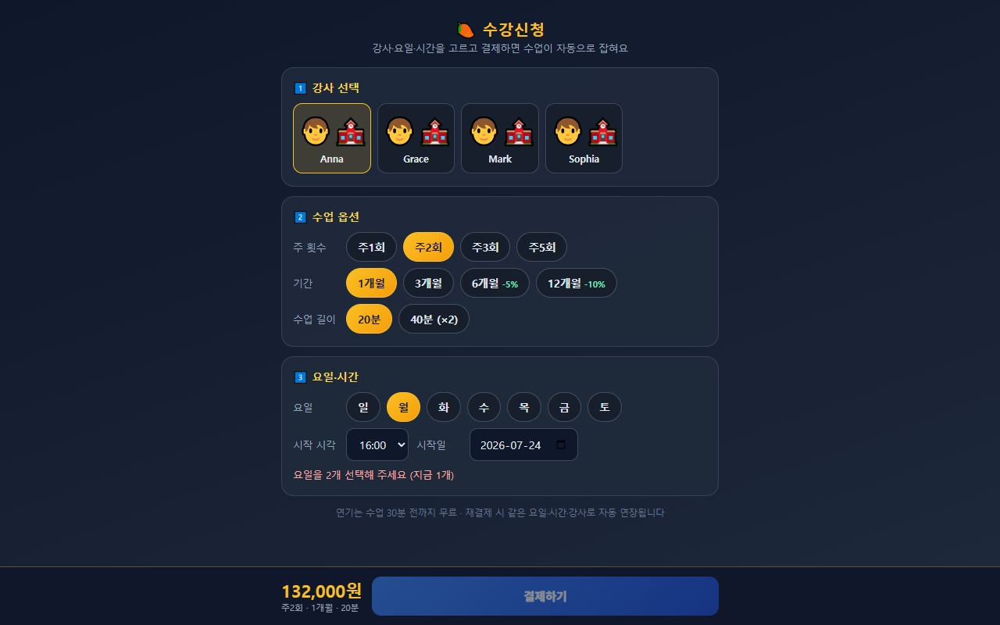 수강신청
강사·요일·시간을 고르고 결제하면 수업이 자동으로 잡혀요
1 강사 선택
Anna Grace Mark Sophia
2 수업 옵션
주 횟수 주1회 주2회 주3회 주5회
기간 1개월 3개월 6개월 -5% 12개월 -10%
수업 길이 20분 40분 (×2)
3 요일·시간
요일 일 월 화 수 목 금 토
시작 시각 16:00 시작일 2026-07-24
요일을 2개 선택해 주세요 (지금 1개)
연기는 수업 30분 전까지 무료 · 재결제 시 같은 요일·시간·강사로 자동 연장됩니다
132,000원 결제하기
주2회 · 1개월 · 20분